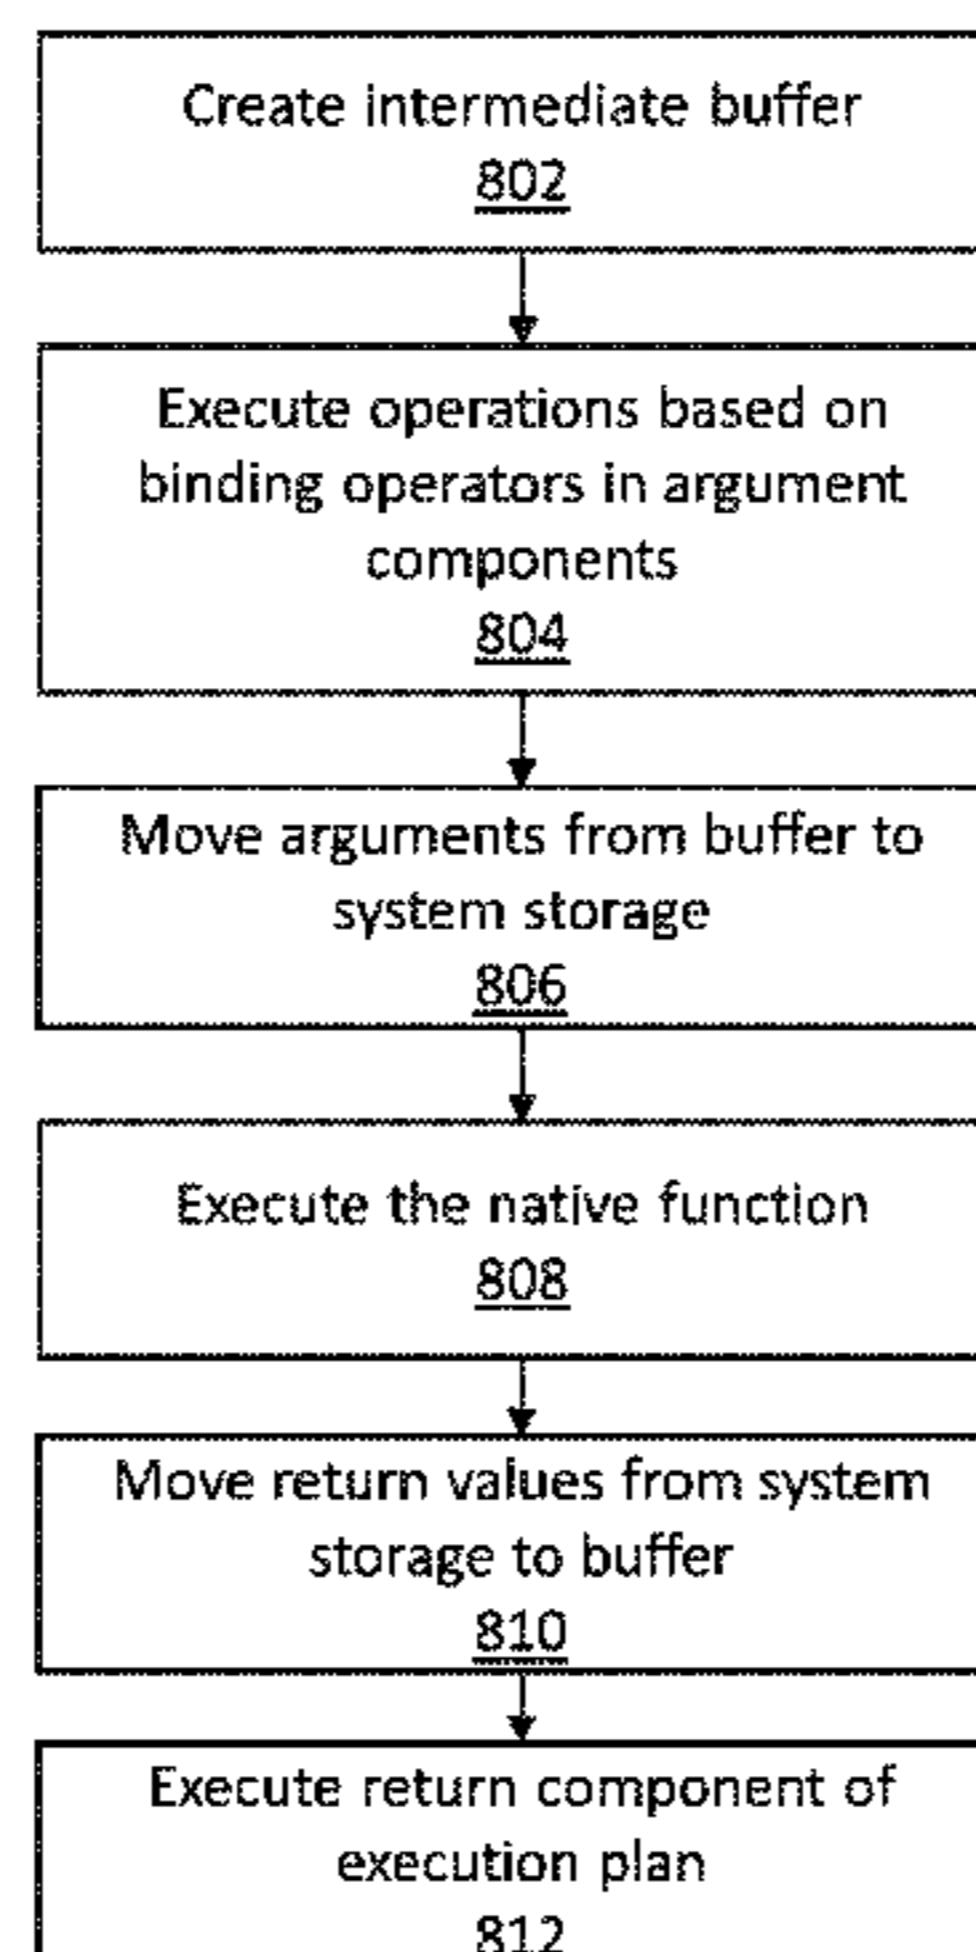 Create intermediate buffer
802
Execute operations based on
binding operators in argument
components
804
Move arguments from buffer to
system storage
806
Execute the native function
808
Move return values from system
storage to buffer
810
Execute return component of
execution plan
812